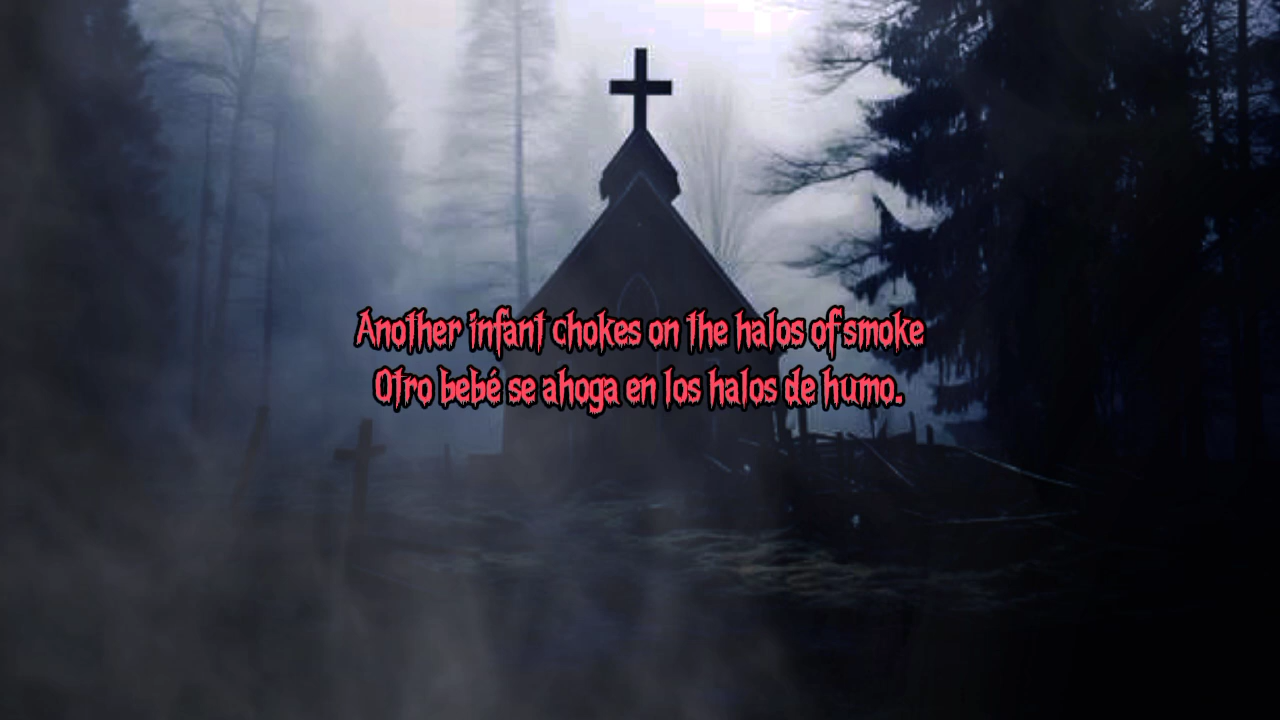 Another infant chokes on the halos of smoke
Otro bebé se ahoga en los halos de humo.